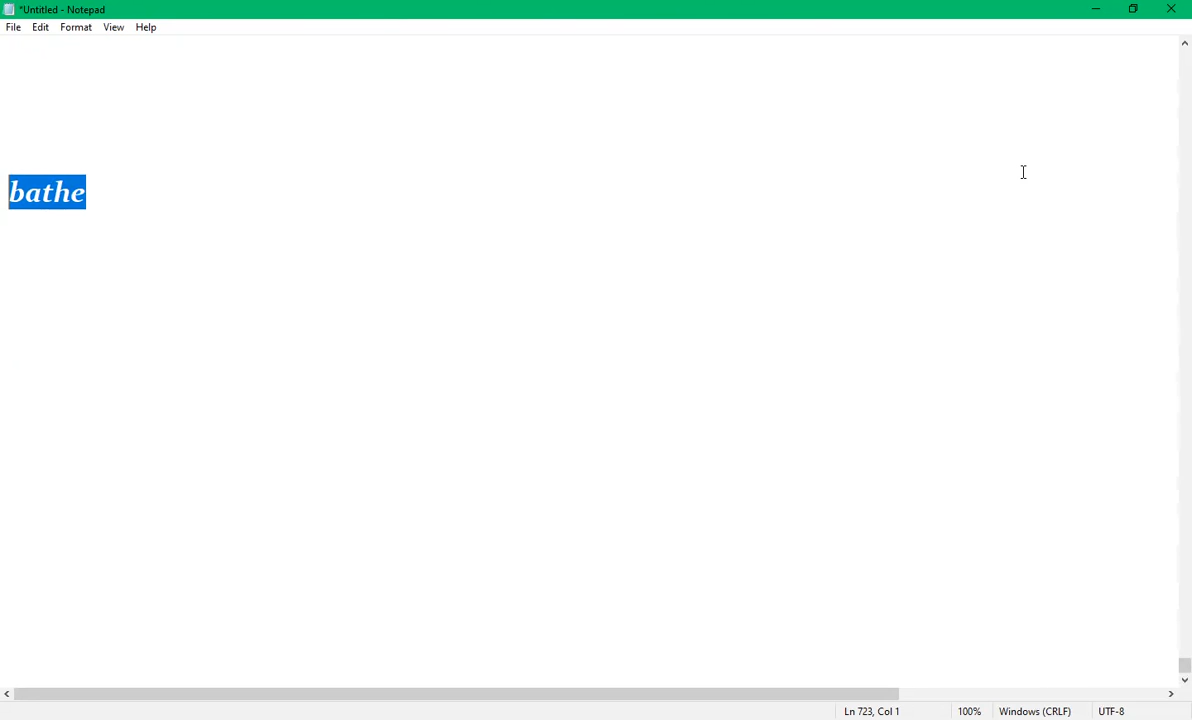 *Untitled - Notepad
File Edit Format View Help
bathe
Ln 723, Col 1 100% Windows (CRLF) UTF-8